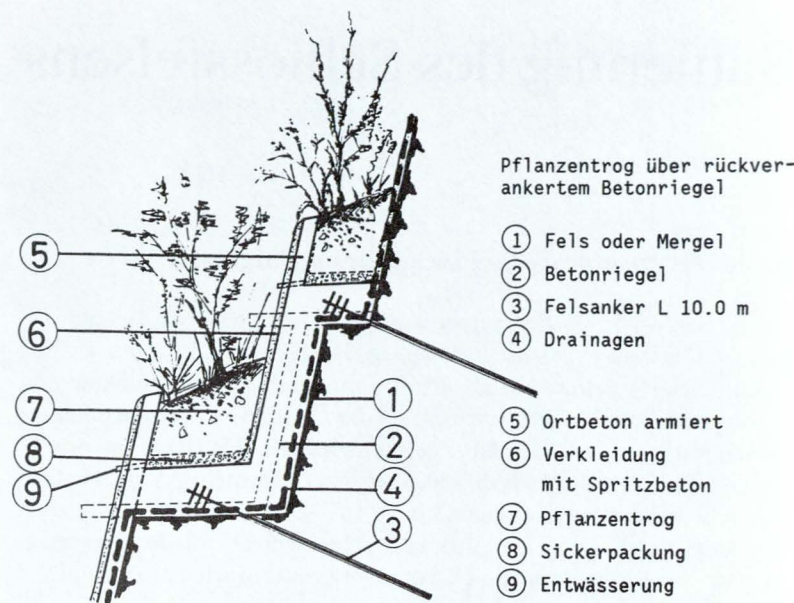 Pflanzentrog über rückver-
ankertem Betonriegel
① Fels oder Mergel
② Betonriegel
③ Felsanker L 10.0 m
④ Drainagen
⑤ Ortbeton armiert
⑥ Verkleidung
mit Spritzbeton
⑦ Pflanzentrog
⑧ Sickerpackung
⑨ Entwässerung
⑤
⑥
⑦
⑧
⑨
①
②
④
③